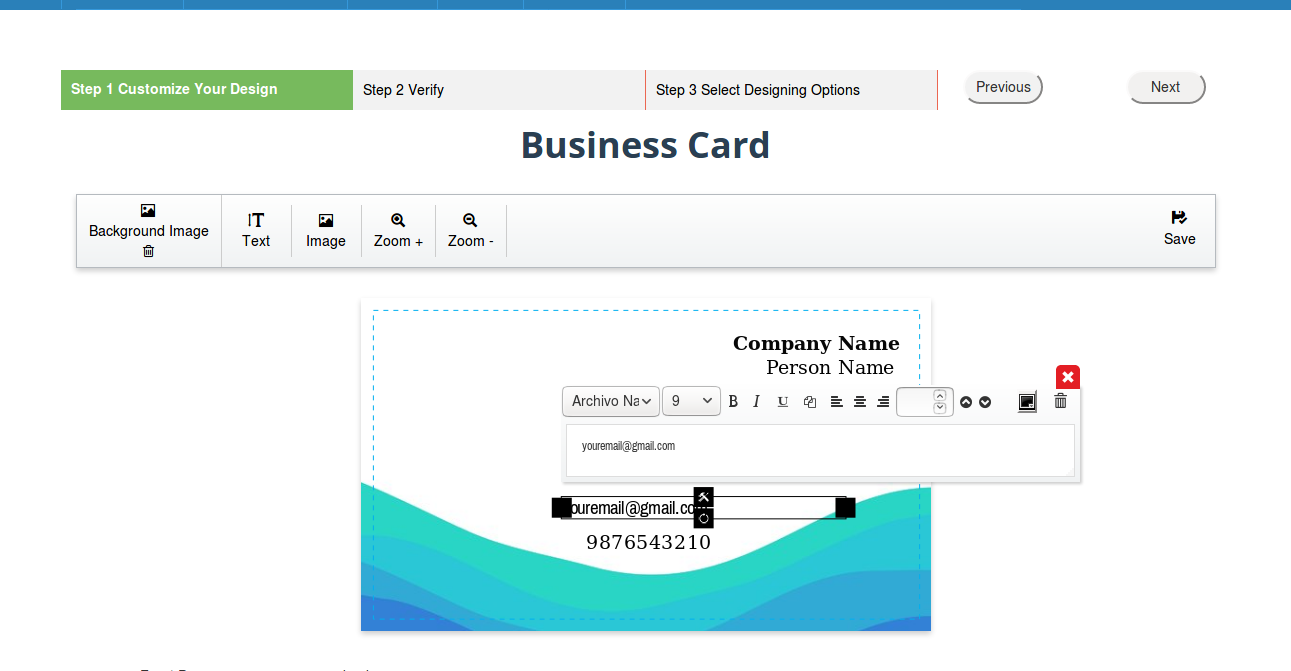 Step 1 Customize Your Design
Step 2 Verify
Step 3 Select Designing Options
Previous
Next
Business Card
Background Image
Text
Image
Zoom +
Zoom -
Save
Company Name
Person Name
Archivo Na
9
B I U
youremail@gmail.com
ouremail@gmail.co
9876543210